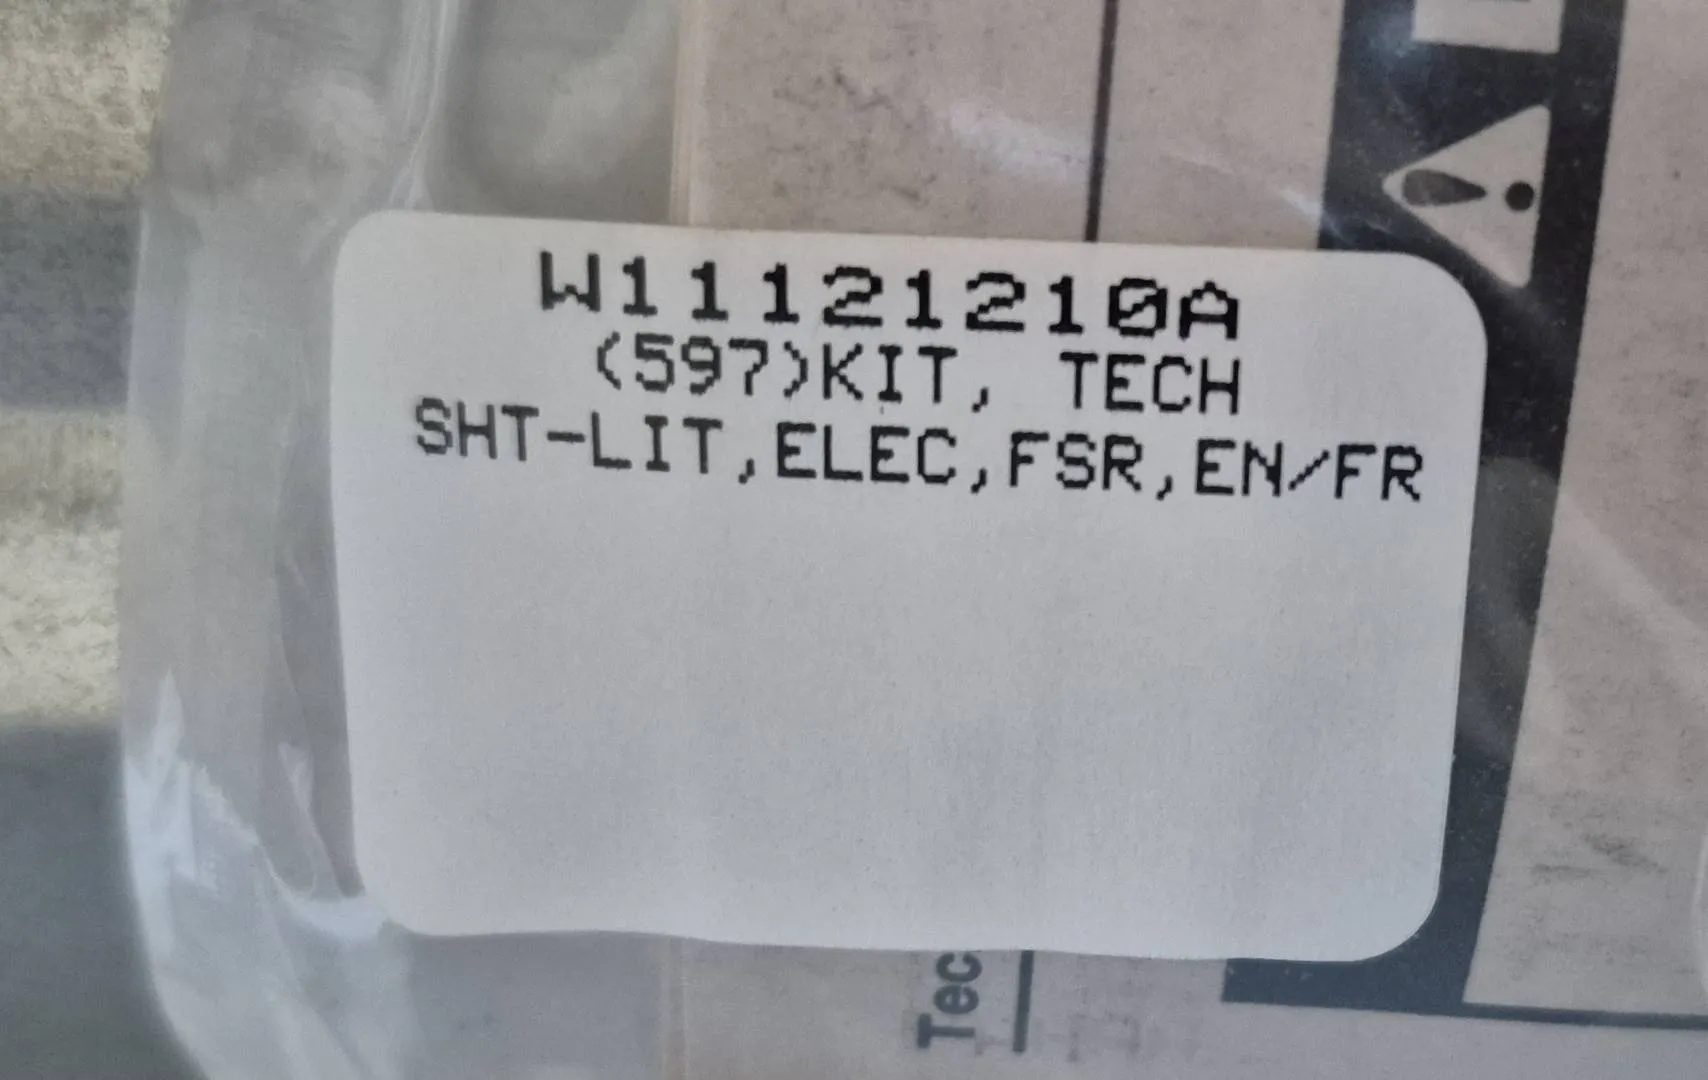 W11121210A
(597)KIT, TECH
SHT-LIT,ELEC,FSR,EN/FR
Tec